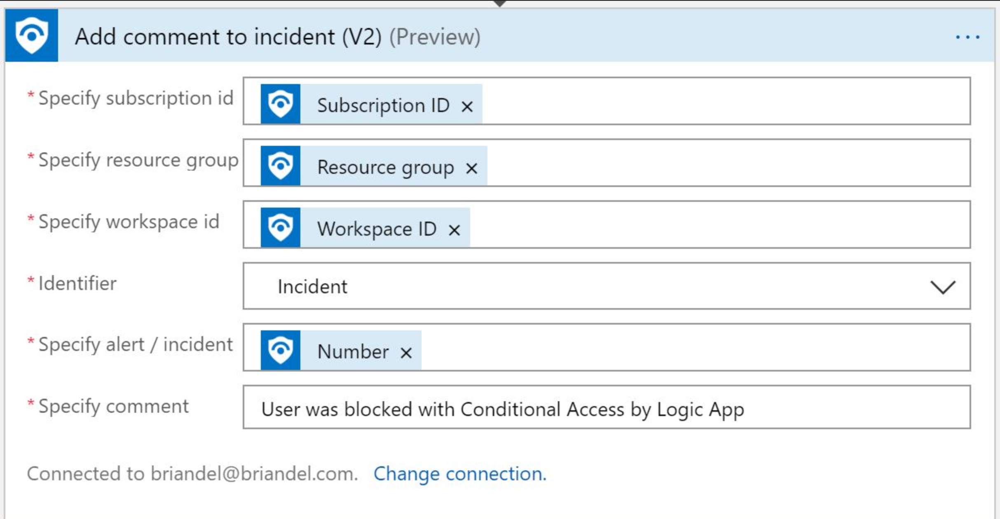 Add comment to incident (V2) (Preview) ...
* Specify subscription id Subscription ID ×
* Specify resource group Resource group ×
* Specify workspace id Workspace ID ×
* Identifier Incident
* Specify alert / incident Number ×
* Specify comment User was blocked with Conditional Access by Logic App
Connected to briandel@briandel.com. Change connection.